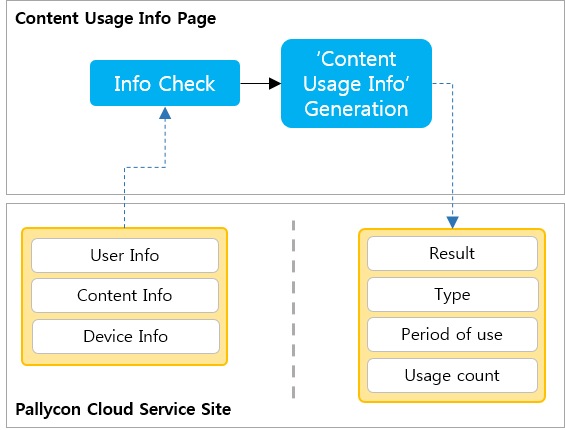 Content Usage Info Page
Info Check
'Content
Usage Info'
Generation
User Info
Content Info
Device Info
Result
Type
Period of use
Usage count
Pallycon Cloud Service Site